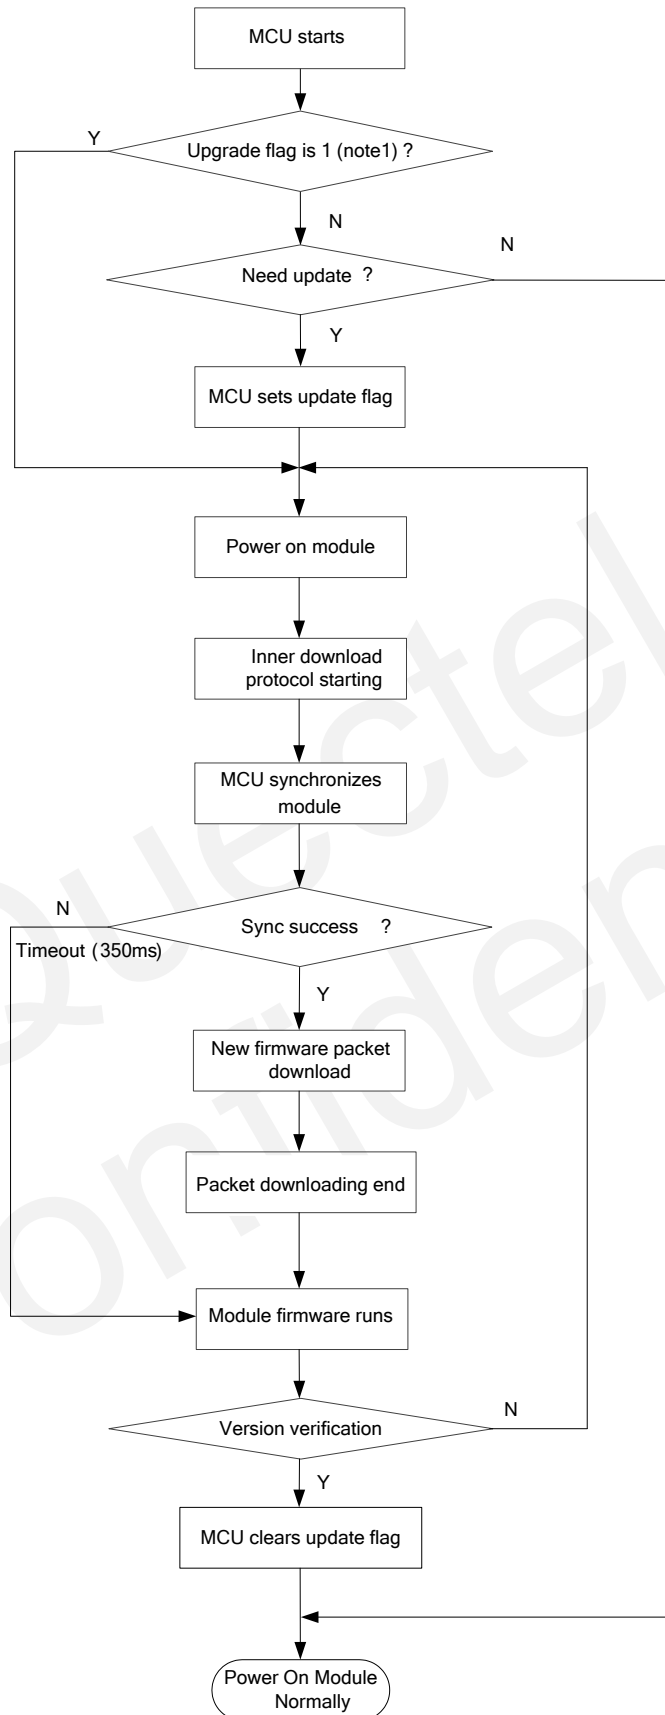 MCU starts
Y
Upgrade flag is 1 (note1) ?
N
N
Need update ?
Y
MCU sets update flag
Power on module
Inner download
protocol starting
MCU synchronizes
module
N
Sync success ?
Timeout (350ms)
Y
New firmware packet
download
Packet downloading end
Module firmware runs
N
Version verification
Y
MCU clears update flag
Power On Module
Normally
Quectel